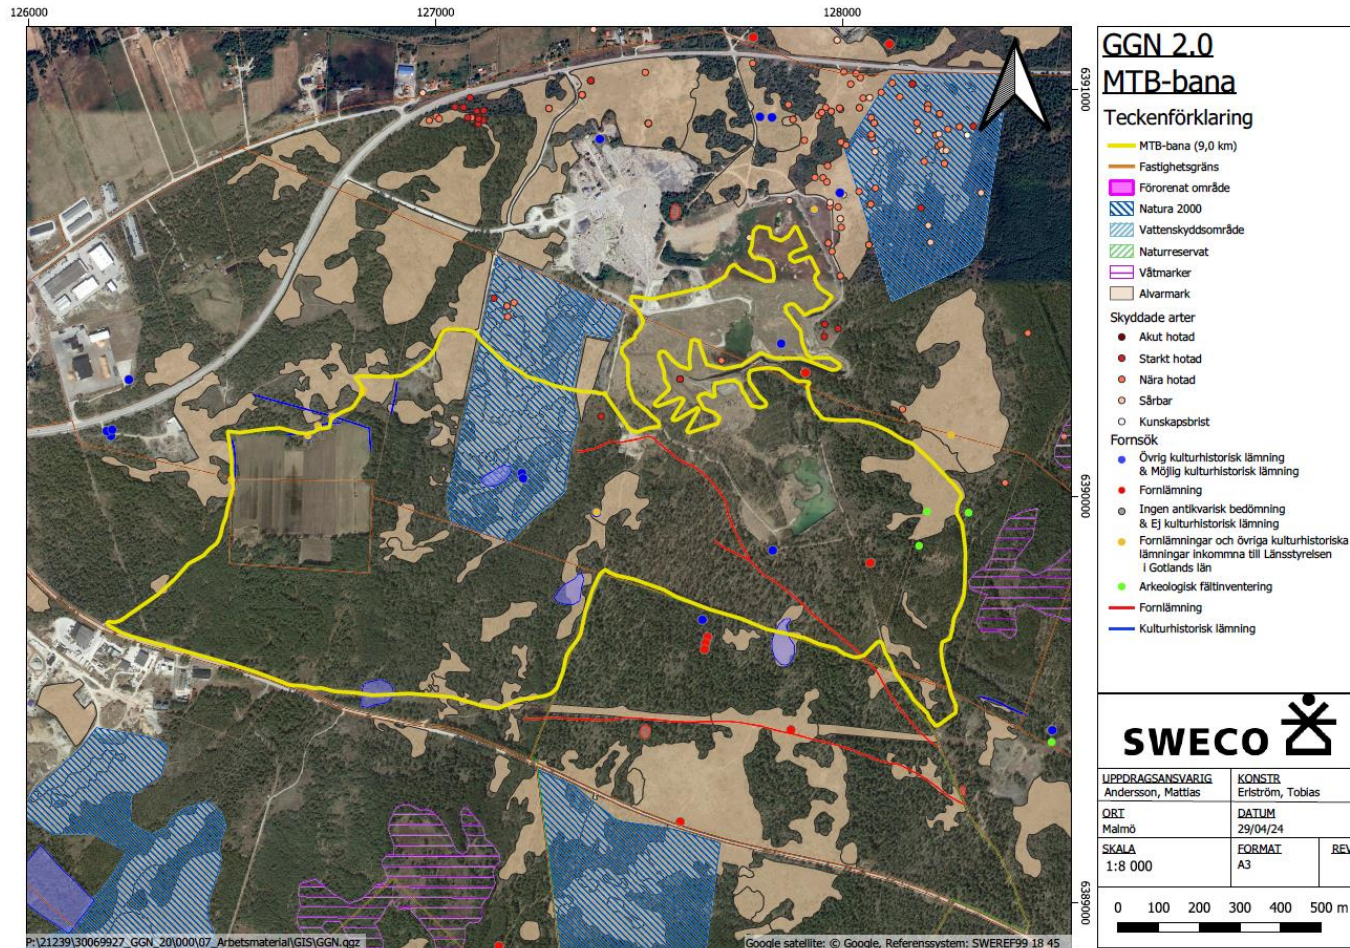 126000
127000
128000
6391000
6390000
6389000
P:\21239\30069927_GGN_20\000\07_Arbetsmaterial\GIS\GGN.qgz
Google satellite: © Google, Referenssystem: SWEREF99 18 45
GGN 2,0
MTB-bana
Teckenförklaring
MTB-bana (9,0 km)
Fastighetsgräns
Förorenat område
Natura 2000
Vattenskyddsområde
Naturreservat
Våtmarker
Alvarmark
Skyddade arter
Akut hotad
Starkt hotad
Nära hotad
Sårbar
Kunskapsbrist
Fornsök
Övrig kulturhistorisk lämning
& Möjlig kulturhistorisk lämning
Fornlämning
Ingen antikvarisk bedömning
& Ej kulturhistorisk lämning
Fornlämningar och övriga kulturhistoriska
lämningar inkommna till Länsstyrelsen
i Gotlands län
Arkeologisk fältinventering
Fornlämning
Kulturhistorisk lämning
SWECO
UPPDRAGSANSVARIG
Andersson, Mattias
KONSTR
Erlström, Tobias
ORT
Malmö
DATUM
29/04/24
SKALA
1:8 000
FORMAT
A3
REV
0 100 200 300 400 500 m